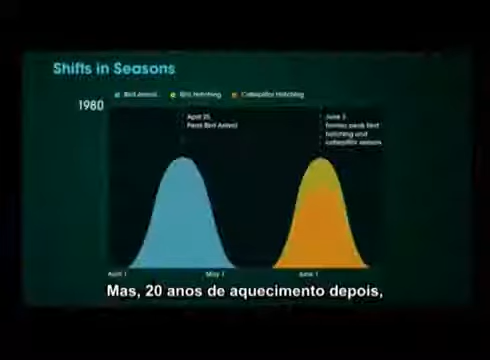 Shifts in Seasons
Bird Arrival
Bird Hatching
Caterpillar Hatching
1980
April 25
Peak Bird Arrival
June 3
former peak bird
hatching and
caterpillar season
April 1
May 1
June 1
Mas, 20 anos de aquecimento depois,